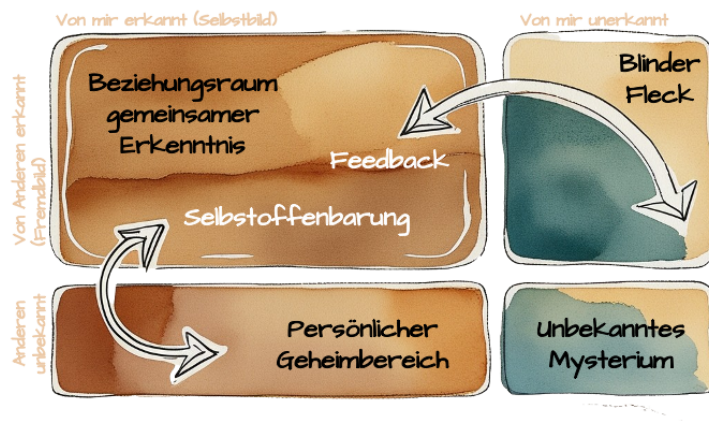 Von mir erkannt (Selbstbild)
Von mir unerkannt
Von Anderen erkannt
(Fremdbild)
Beziehungsraum
gemeinsamer
Erkenntnis
Blinder
Fleck
Feedback
Selbstoffenbarung
Anderen
unbekannt
Persönlicher
Geheimbereich
Unbekanntes
Mysterium